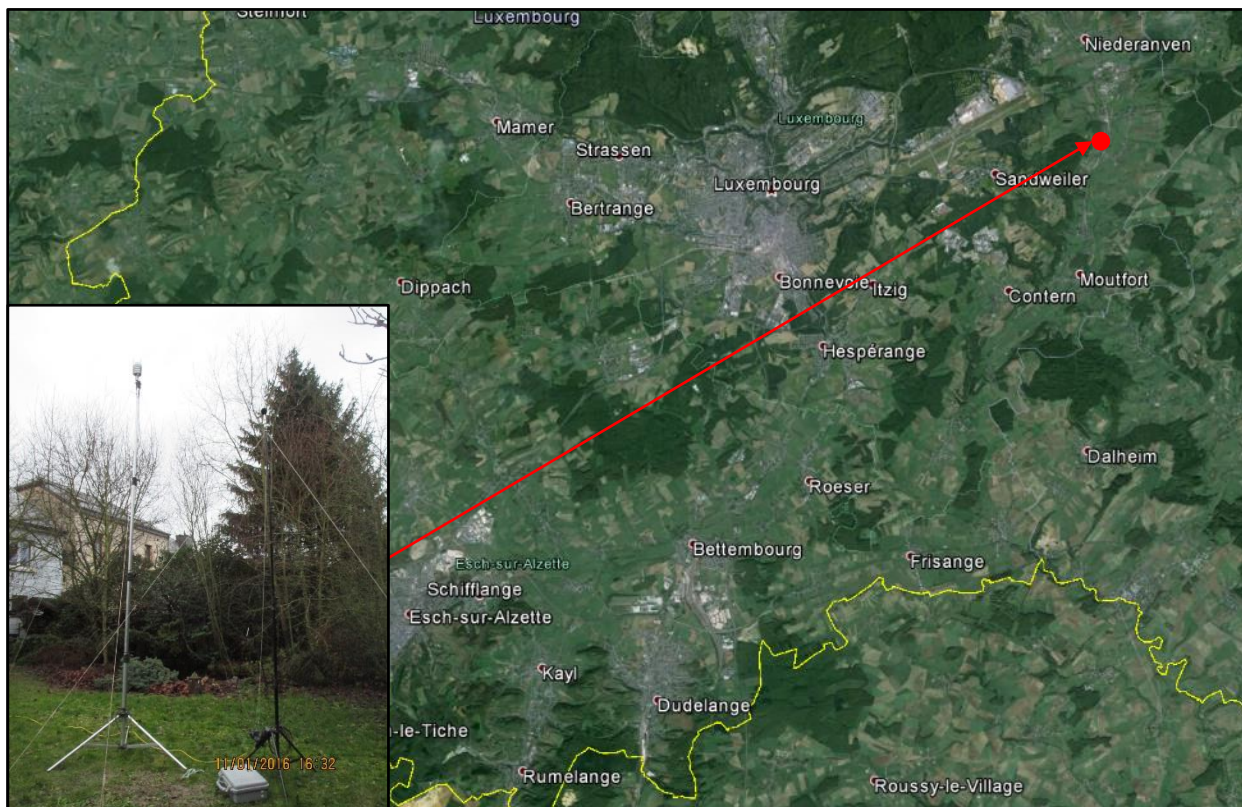 Steinfort
Luxembourg
Niederanven
Mamer
Luxembourg
Strassen
Sandweiler
Luxembourg
Bertrange
Dippach
Bonnevoie
Itzig
Contern
Moutfort
Hespérange
Dalheim
Roeser
Bettembourg
Frisange
Esch-sur-Alzette
Schifflange
Esch-sur-Alzette
Kayl
Dudelange
-le-Tiche
Rumelange
Roussy-le-Village
11/01/2016 16:32